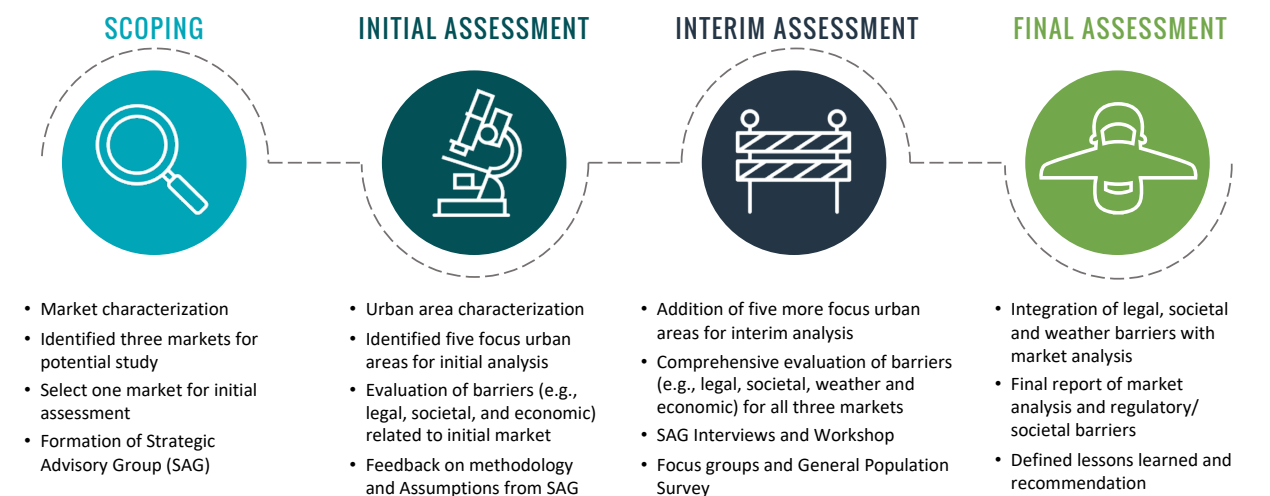 SCOPING
• Market characterization
• Identified three markets for
potential study
• Select one market for initial
assessment
• Formation of Strategic
Advisory Group (SAG)
INITIAL ASSESSMENT
• Urban area characterization
• Identified five focus urban
areas for initial analysis
• Evaluation of barriers (e.g.,
legal, societal, and economic)
related to initial market
• Feedback on methodology
and Assumptions from SAG
INTERIM ASSESSMENT
• Addition of five more focus urban
areas for interim analysis
• Comprehensive evaluation of barriers
(e.g., legal, societal, weather and
economic) for all three markets
• SAG Interviews and Workshop
• Focus groups and General Population
Survey
FINAL ASSESSMENT
• Integration of legal, societal
and weather barriers with
market analysis
• Final report of market
analysis and regulatory/
societal barriers
• Defined lessons learned and
recommendation